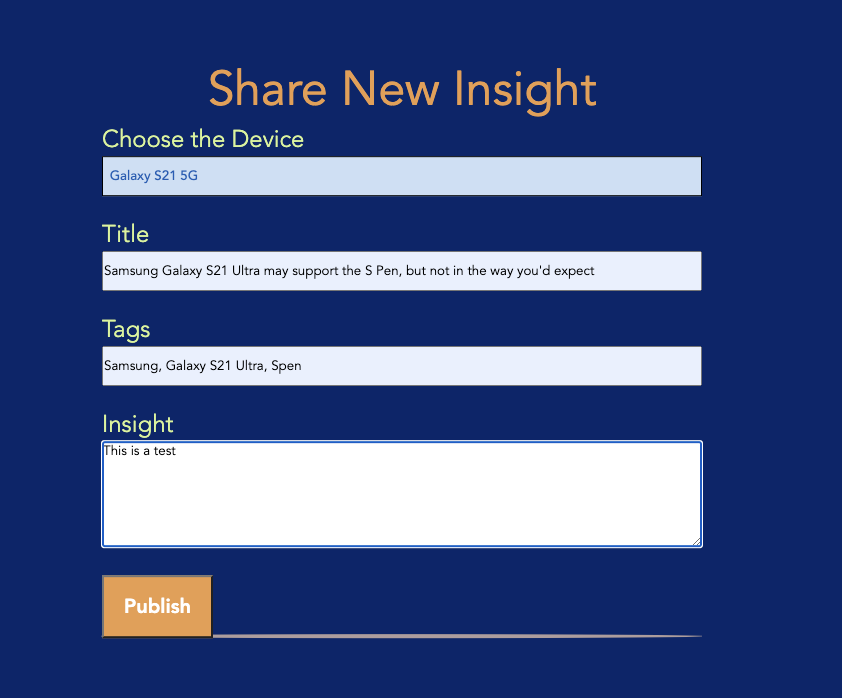 Share New Insight
Choose the Device
Galaxy S21 5G
Title
Samsung Galaxy S21 Ultra may support the S Pen, but not in the way you'd expect
Tags
Samsung, Galaxy S21 Ultra, Spen
Insight
This is a test
Publish